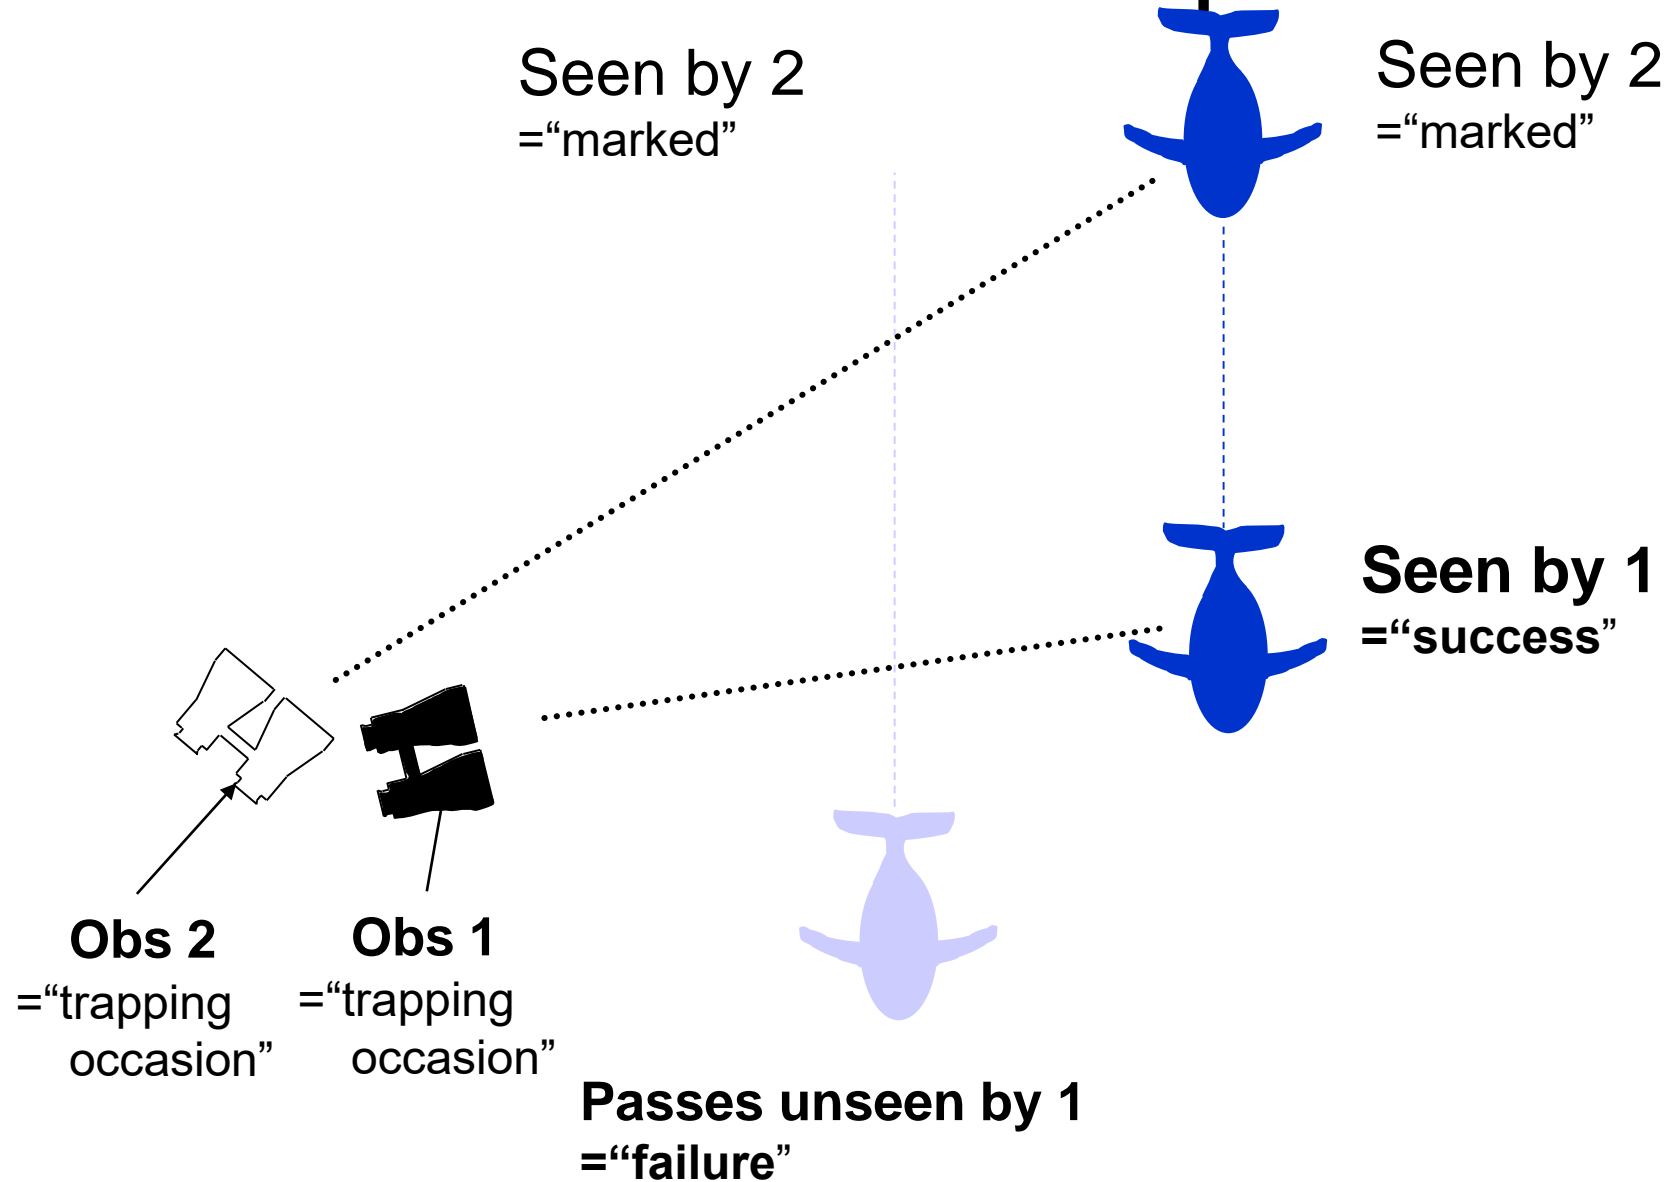 Seen by 2
=“marked”
Seen by 2
=“marked”
Seen by 1
=“success”
Obs 2
=“trapping
occasion”
Obs 1
=“trapping
occasion”
Passes unseen by 1
=“failure”